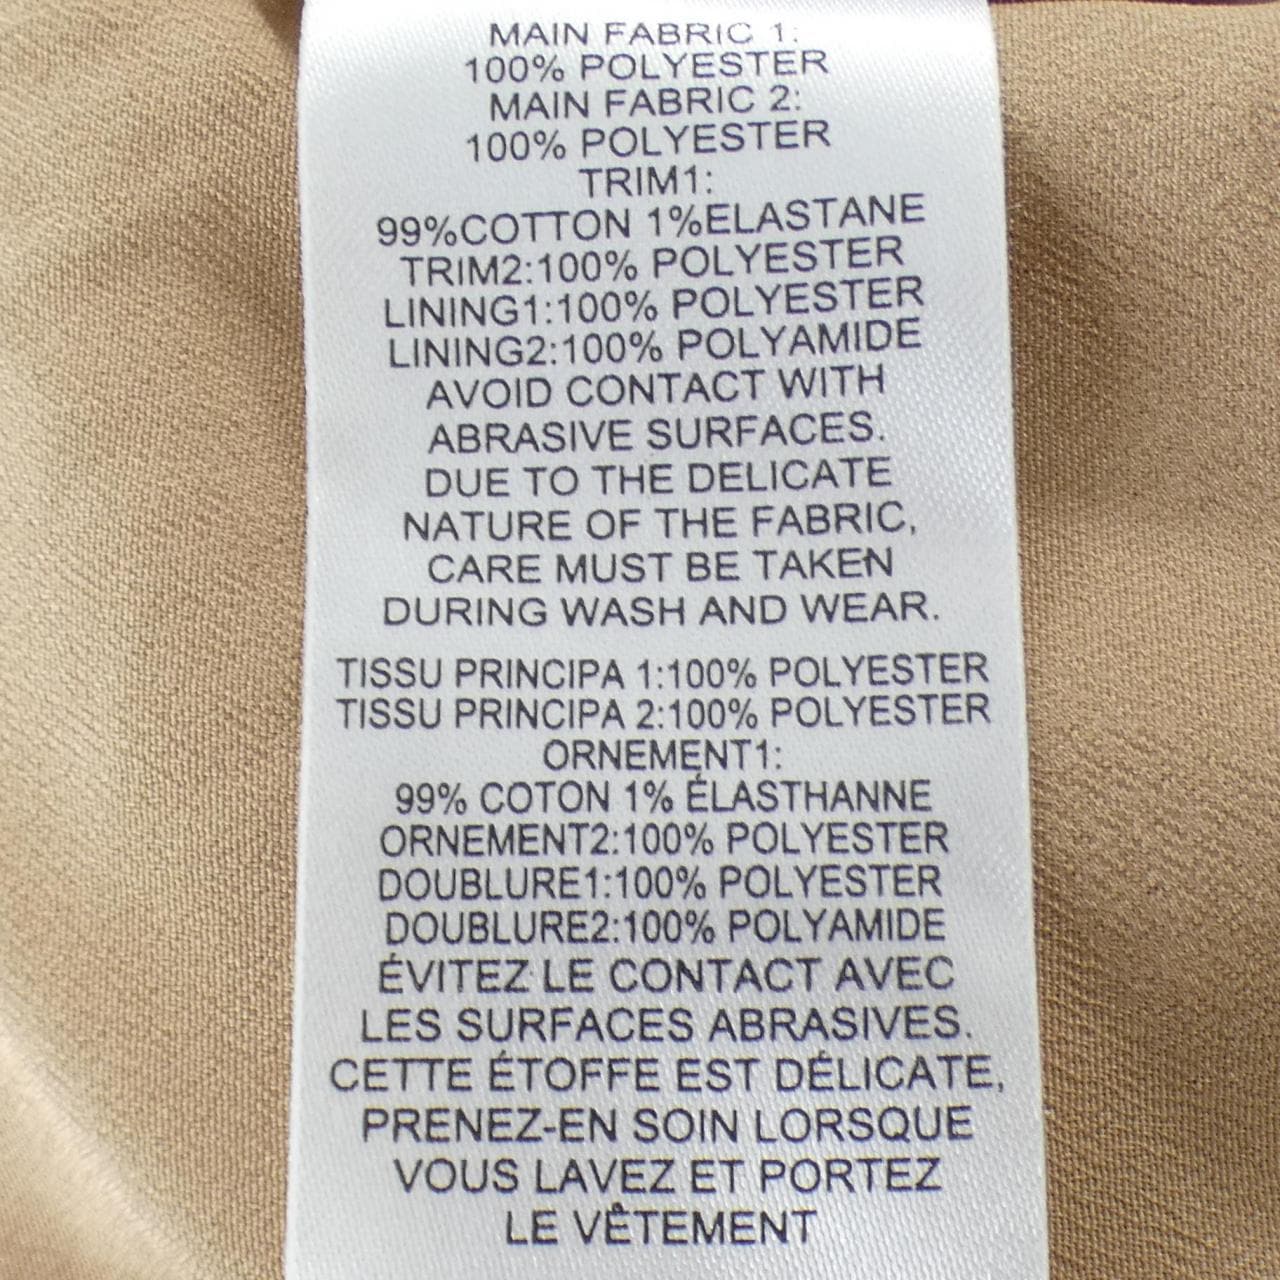 MAIN FABRIC 1:
100% POLYESTER
MAIN FABRIC 2:
100% POLYESTER
TRIM1:
99%COTTON 1%ELASTANE
TRIM2:100% POLYESTER
LINING1:100% POLYESTER
LINING2:100% POLYAMIDE
AVOID CONTACT WITH
ABRASIVE SURFACES.
DUE TO THE DELICATE
NATURE OF THE FABRIC,
CARE MUST BE TAKEN
DURING WASH AND WEAR.
TISSU PRINCIPA 1:100% POLYESTER
TISSU PRINCIPA 2:100% POLYESTER
ORNEMENT1:
99% COTON 1% ÉLASTHANNE
ORNEMENT2:100% POLYESTER
DOUBLURE1:100% POLYESTER
DOUBLURE2:100% POLYAMIDE
ÉVITEZ LE CONTACT AVEC
LES SURFACES ABRASIVES.
CETTE ÉTOFFE EST DÉLICATE,
PRENEZ-EN SOIN LORSQUE
VOUS LAVEZ ET PORTEZ
LE VÊTEMENT